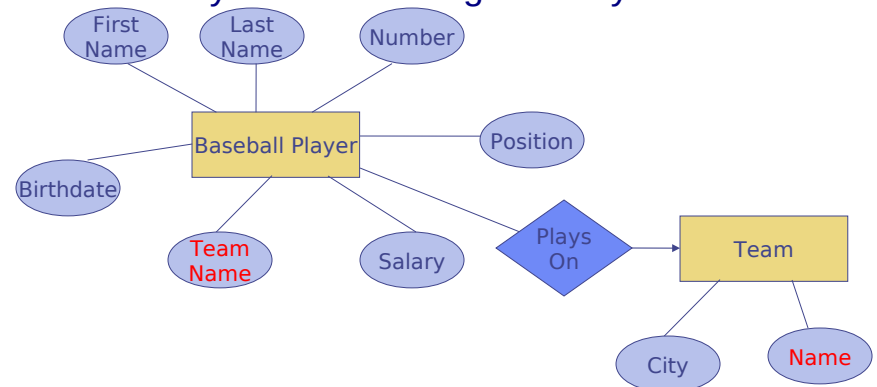 First
Name
Last
Name
Number
Baseball Player
Position
Birthdate
Team
Name
Salary
Plays
On
Team
City
Name